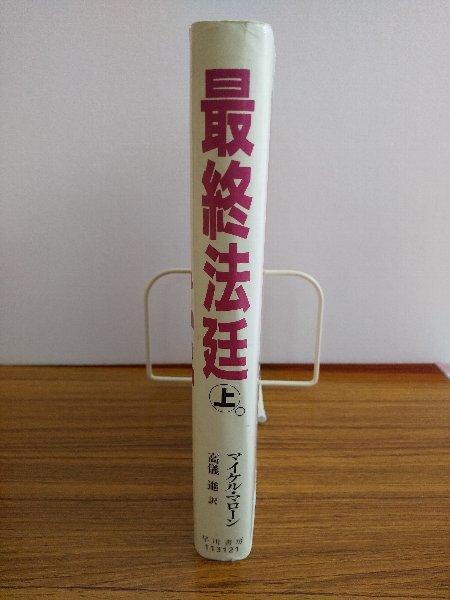 最終法廷
上。
マイケル・マローン
高儀 進 訳
早川書房
113121